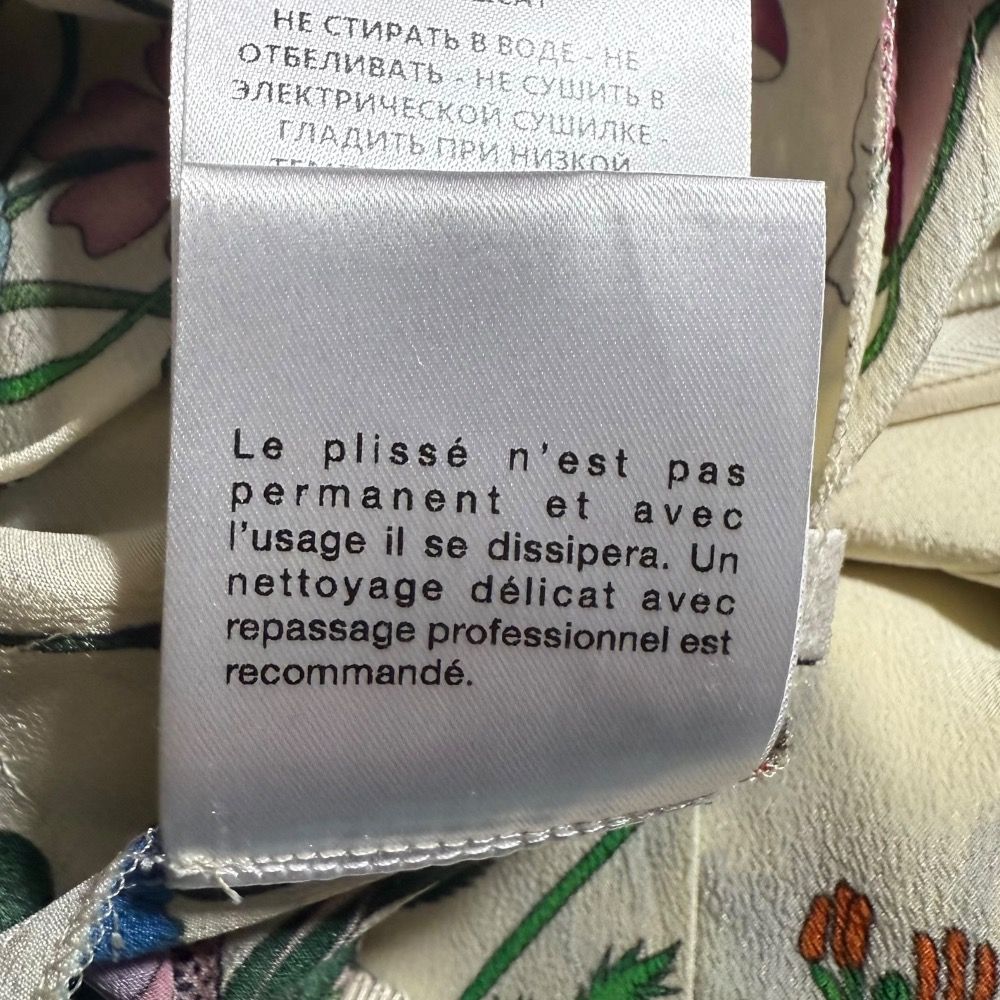 НЕ СТИРАТЬ В ВОДЕ - НЕ
ОТБЕЛИВАТЬ - НЕ СУШИТЬ В
ЭЛЕКТРИЧЕСКОЙ СУШИЛКЕ -
ГЛАДИТЬ ПРИ НИЗКОЙ
Le plissé n'est pas
permanent et avec
l'usage il se dissipera. Un
nettoyage délicat avec
repassage professionnel est
recommandé.